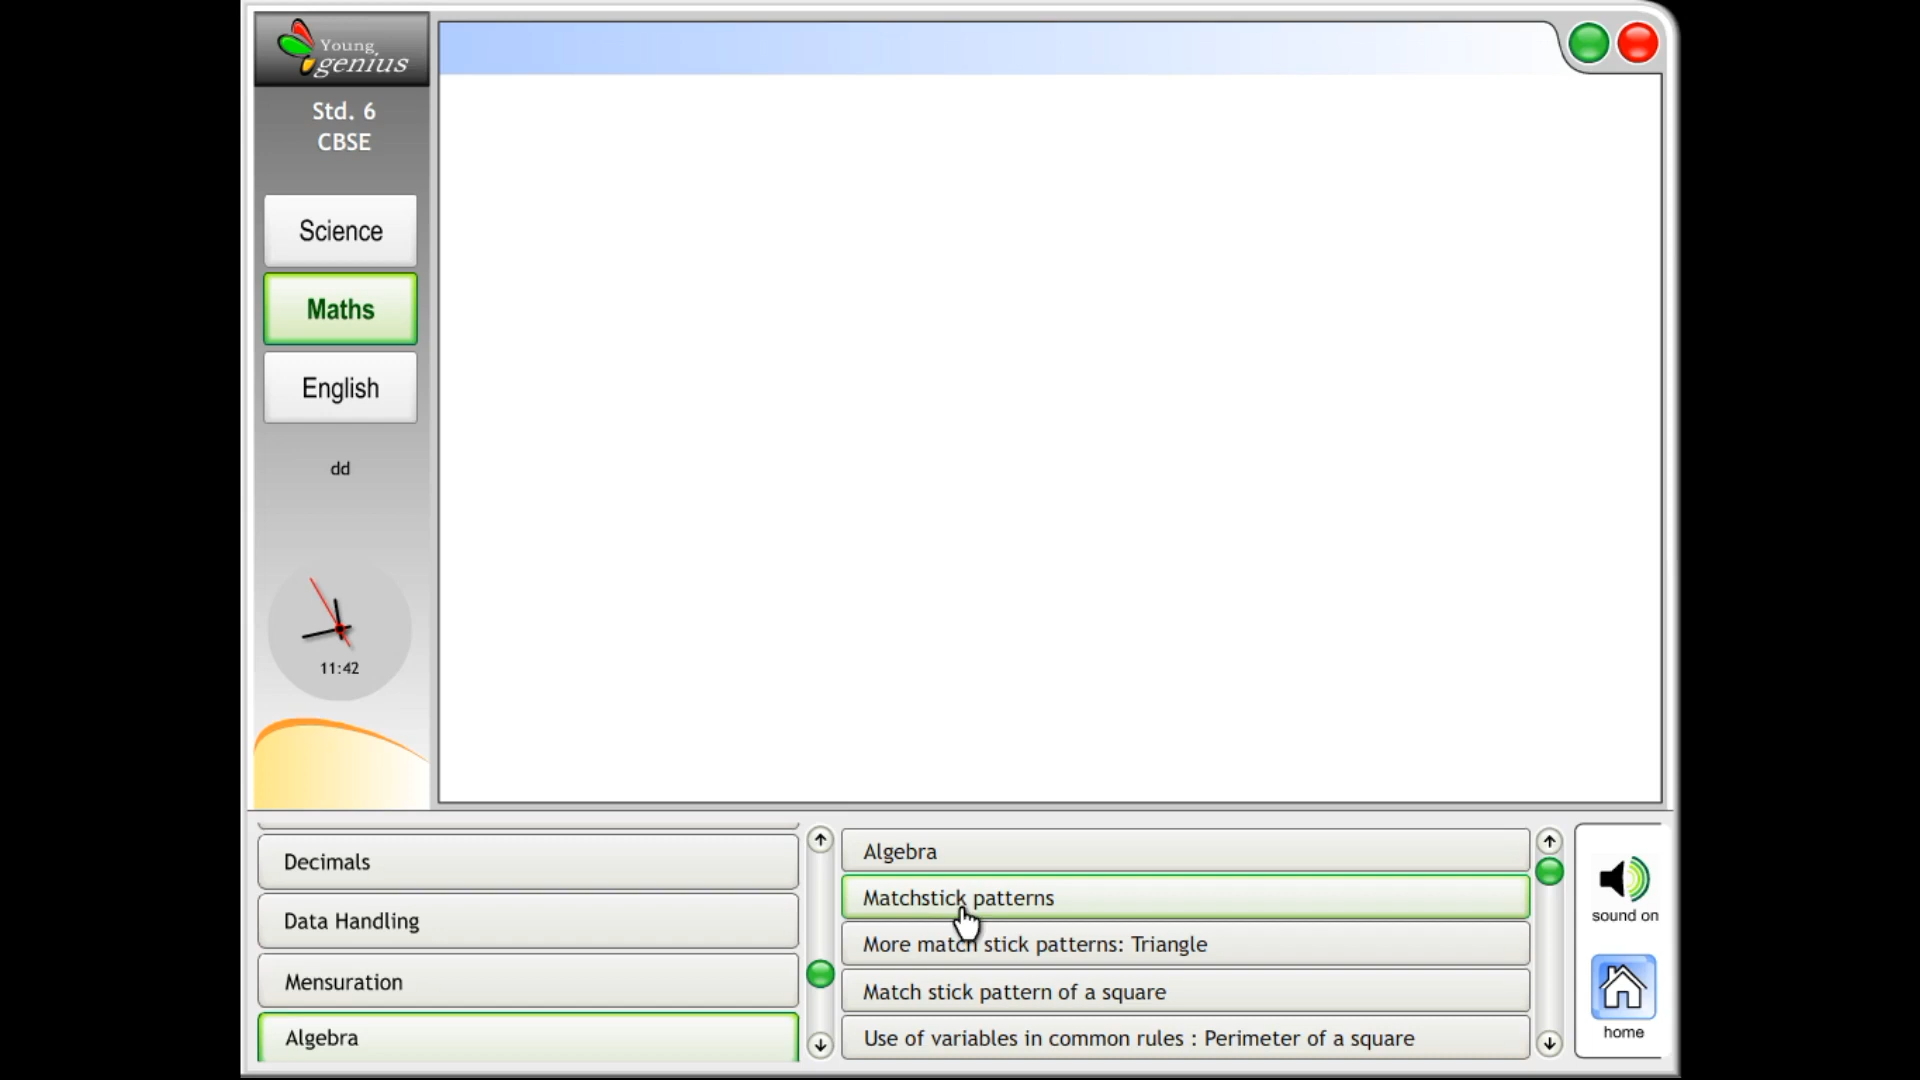 Young
genius
Std. 6
CBSE
Science
Maths
English
dd
11:42
Decimals
Data Handling
Mensuration
Algebra
Algebra
Matchstick patterns
More match stick patterns: Triangle
Match stick pattern of a square
Use of variables in common rules : Perimeter of a square
sound on
home